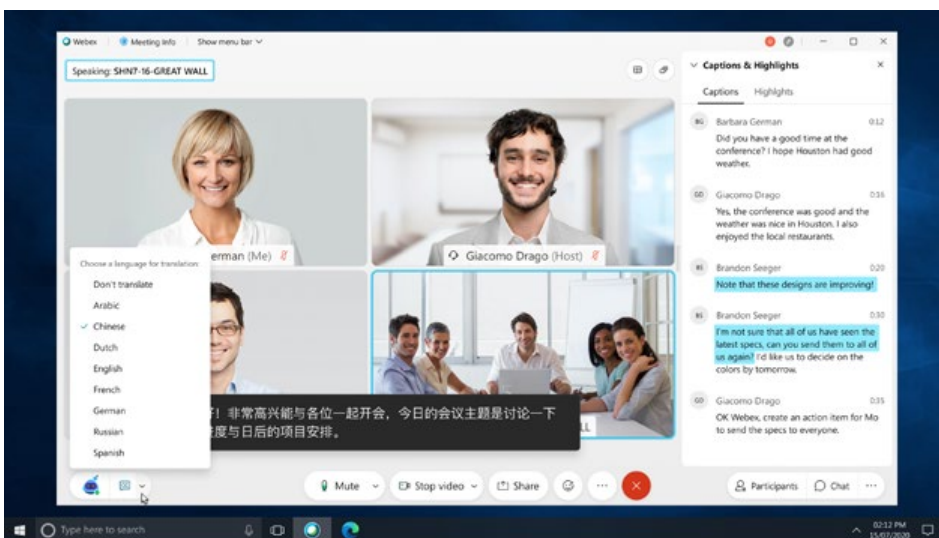 Webex
Meeting Info
Show menu bar
Speaking: SHN7-16-GREAT WALL
erman (Me)
Giacomo Drago (Host)
Choose a language for translation:
Don't translate
Arabic
Chinese
Dutch
English
French
German
Russian
Spanish
！非常高兴能与各位一起开会，今日的会议主题是讨论一下
度与日后的项目安排。
LL
Mute
Stop video
Share
Participants
Chat
Captions & Highlights
Captions
Highlights
BG
Barbara German
0:12
Did you have a good time at the
conference? I hope Houston had good
weather.
GD
Giacomo Drago
0:16
Yes, the conference was good and the
weather was nice in Houston. I also
enjoyed the local restaurants.
BS
Brandon Seeger
0:20
Note that these designs are improving!
BS
Brandon Seeger
0:30
I'm not sure that all of us have seen the
latest specs, can you send them to all of
us again? I'd like us to decide on the
colors by tomorrow.
GD
Giacomo Drago
0:35
OK Webex, create an action item for Mo
to send the specs to everyone.
Type here to search
02:12 PM
15/07/2020